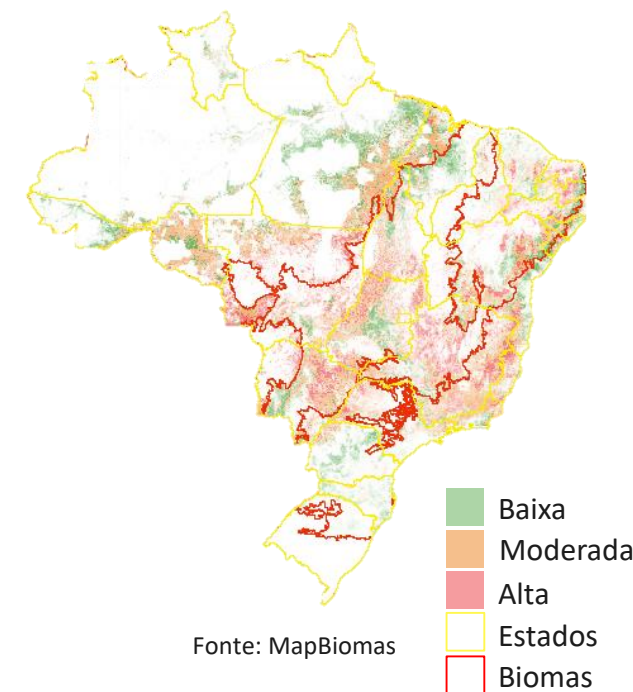 Baixa
Moderada
Alta
Estados
Biomas
Fonte: MapBiomas